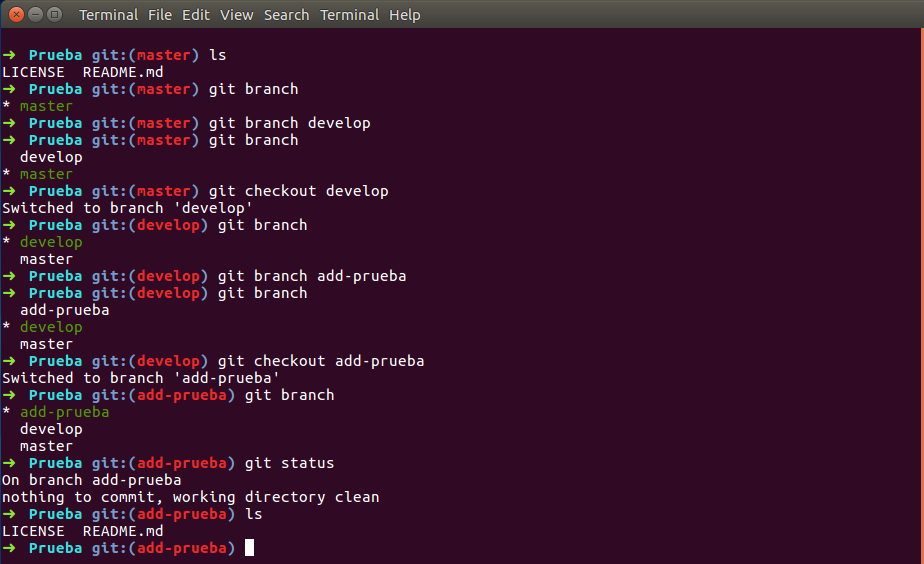 Terminal File Edit View Search Terminal Help
➜  Prueba git:(master) ls
LICENSE  README.md
➜  Prueba git:(master) git branch
* master
➜  Prueba git:(master) git branch develop
➜  Prueba git:(master) git branch
  develop
* master
➜  Prueba git:(master) git checkout develop
Switched to branch 'develop'
➜  Prueba git:(develop) git branch
* develop
  master
➜  Prueba git:(develop) git branch add-prueba
➜  Prueba git:(develop) git branch
  add-prueba
* develop
  master
➜  Prueba git:(develop) git checkout add-prueba
Switched to branch 'add-prueba'
➜  Prueba git:(add-prueba) git branch
* add-prueba
  develop
  master
➜  Prueba git:(add-prueba) git status
On branch add-prueba
nothing to commit, working directory clean
➜  Prueba git:(add-prueba) ls
LICENSE  README.md
➜  Prueba git:(add-prueba)